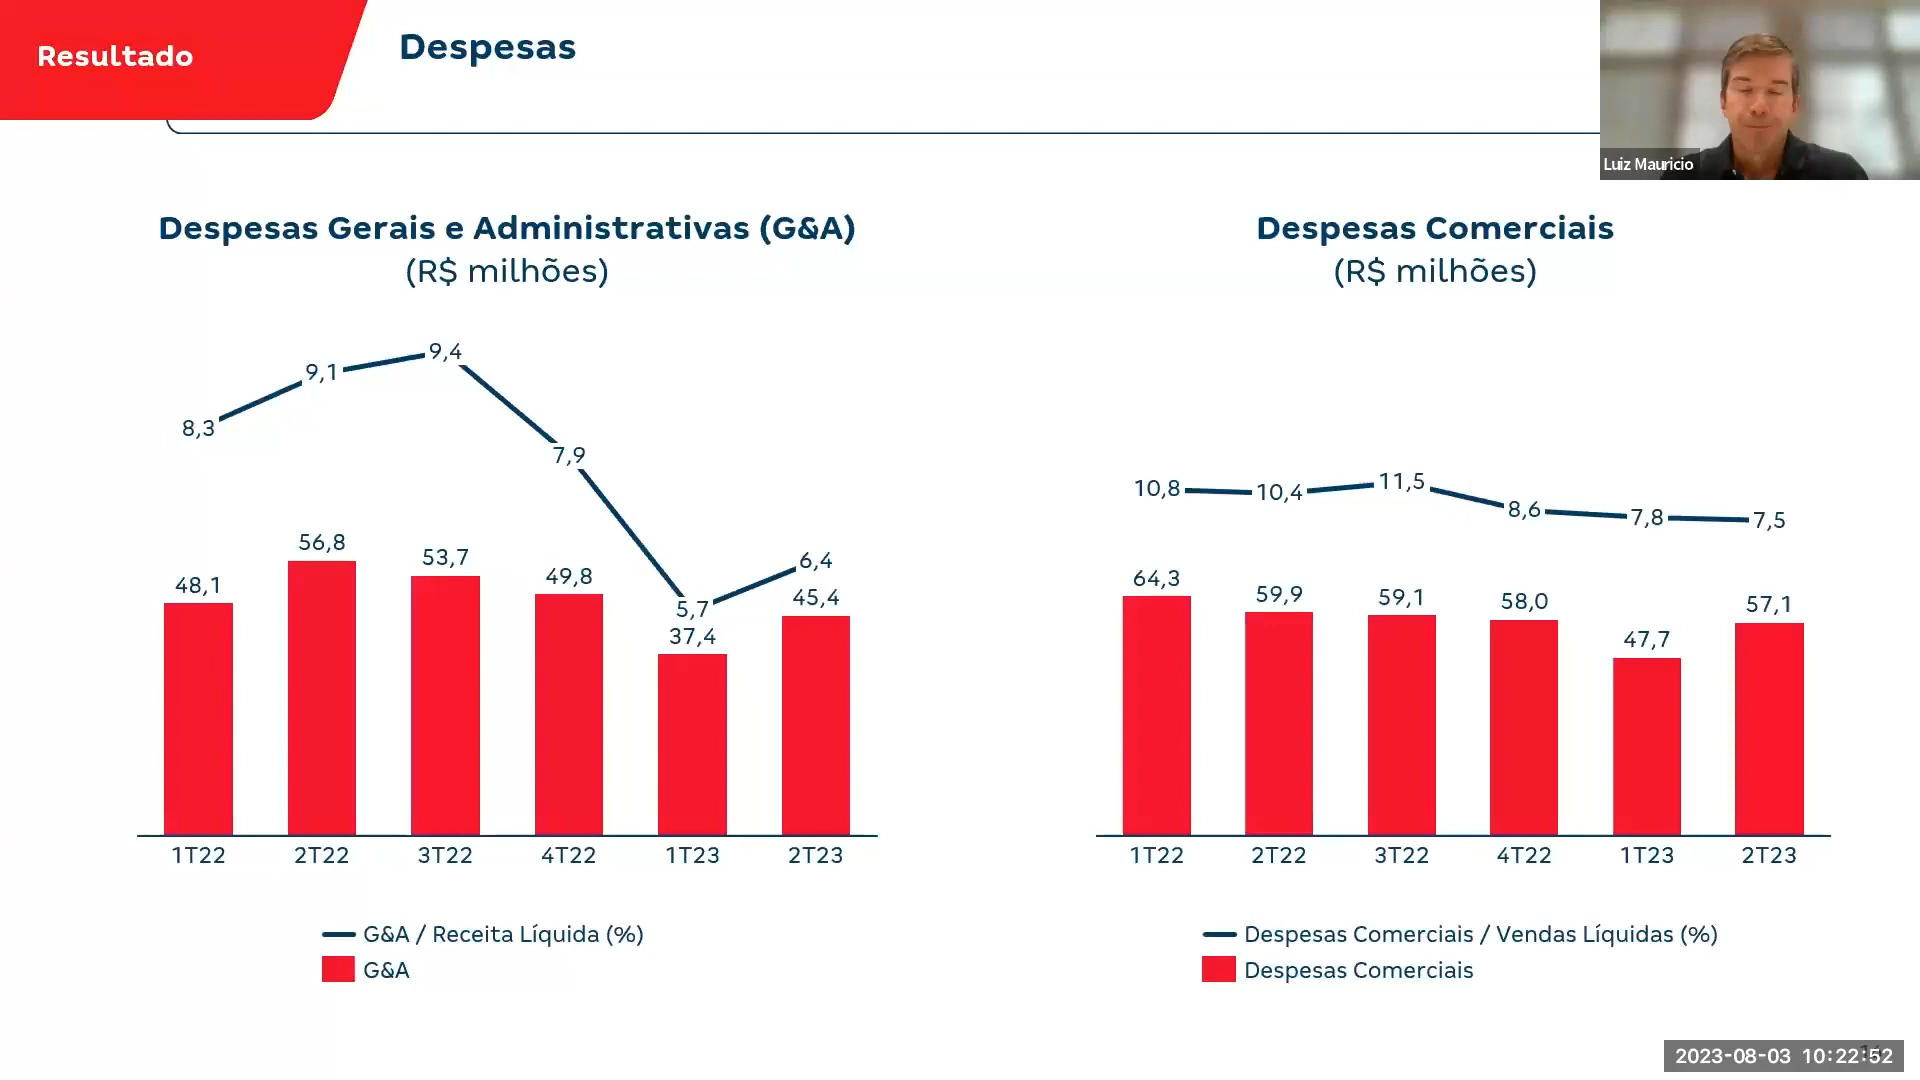 Resultado
Despesas
Luiz Mauricio
Despesas Gerais e Administrativas (G&A)
(R$ milhões)
8,3
9,1
9,4
7,9
5,7
6,4
48,1
56,8
53,7
49,8
37,4
45,4
1T22
2T22
3T22
4T22
1T23
2T23
G&A / Receita Líquida (%)
G&A
Despesas Comerciais
(R$ milhões)
10,8
10,4
11,5
8,6
7,8
7,5
64,3
59,9
59,1
58,0
47,7
57,1
1T22
2T22
3T22
4T22
1T23
2T23
Despesas Comerciais / Vendas Líquidas (%)
Despesas Comerciais
2023-08-03 10:22:52